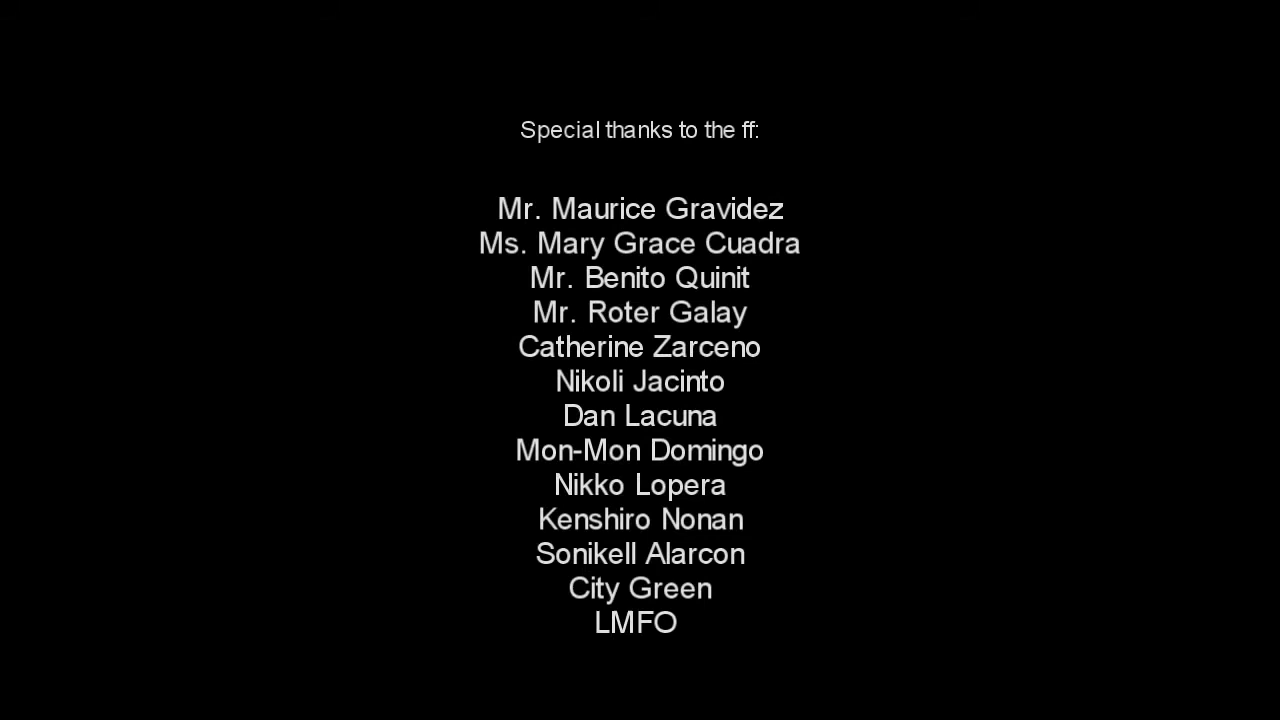 Special thanks to the ff:
Mr. Maurice Gravidez
Ms. Mary Grace Cuadra
Mr. Benito Quinit
Mr. Roter Galay
Catherine Zarceno
Nikoli Jacinto
Dan Lacuna
Mon-Mon Domingo
Nikko Lopera
Kenshiro Nonan
Sonikell Alarcon
City Green
LMFO